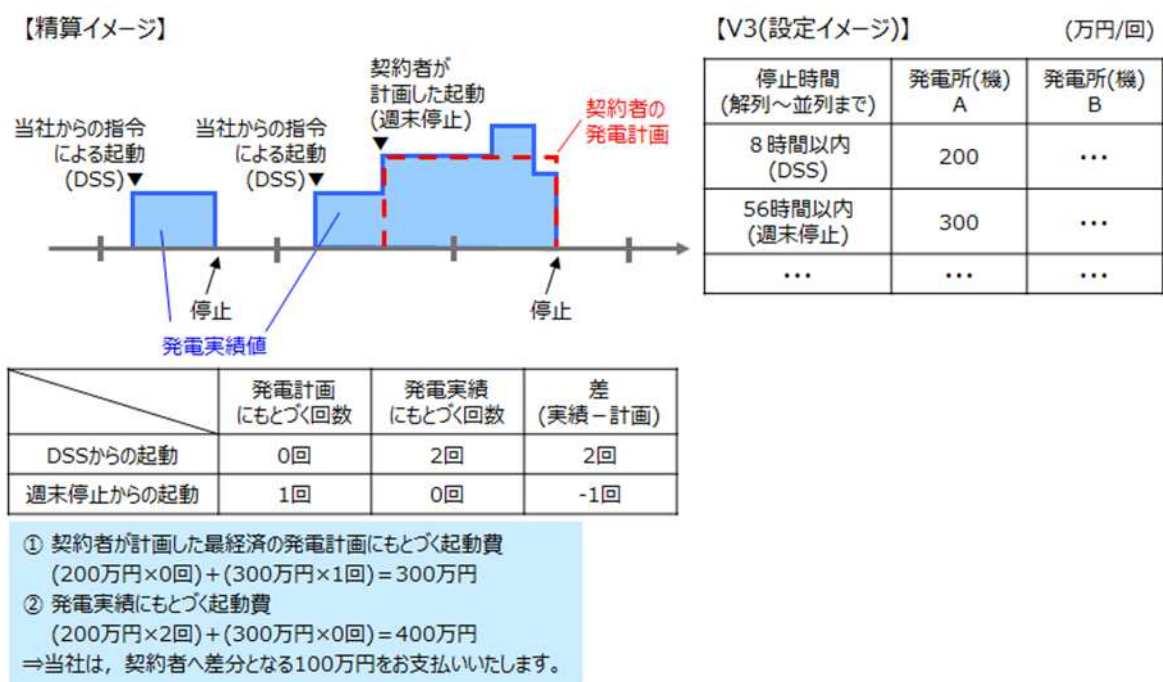 【精算イメージ】
契約者が
計画した起動
(週末停止)▼
契約者の
発電計画
当社からの指令
による起動
(DSS)▼
当社からの指令
による起動
(DSS)▼
停止
停止
発電実績値
【V3(設定イメージ)】 (万円/回)
停止時間
(解列～並列まで)
発電所(機)
A
発電所(機)
B
８時間以内
(DSS)
200
…
56時間以内
(週末停止)
300
…
… … …
発電計画
にもとづく回数
発電実績
にもとづく回数
差
(実績－計画)
DSSからの起動 0回 2回 2回
週末停止からの起動 1回 0回 -1回
① 契約者が計画した最経済の発電計画にもとづく起動費
(200万円×0回)＋(300万円×1回)＝300万円
② 発電実績にもとづく起動費
(200万円×2回)＋(300万円×0回)＝400万円
⇒当社は，契約者へ差分となる100万円をお支払いいたします。